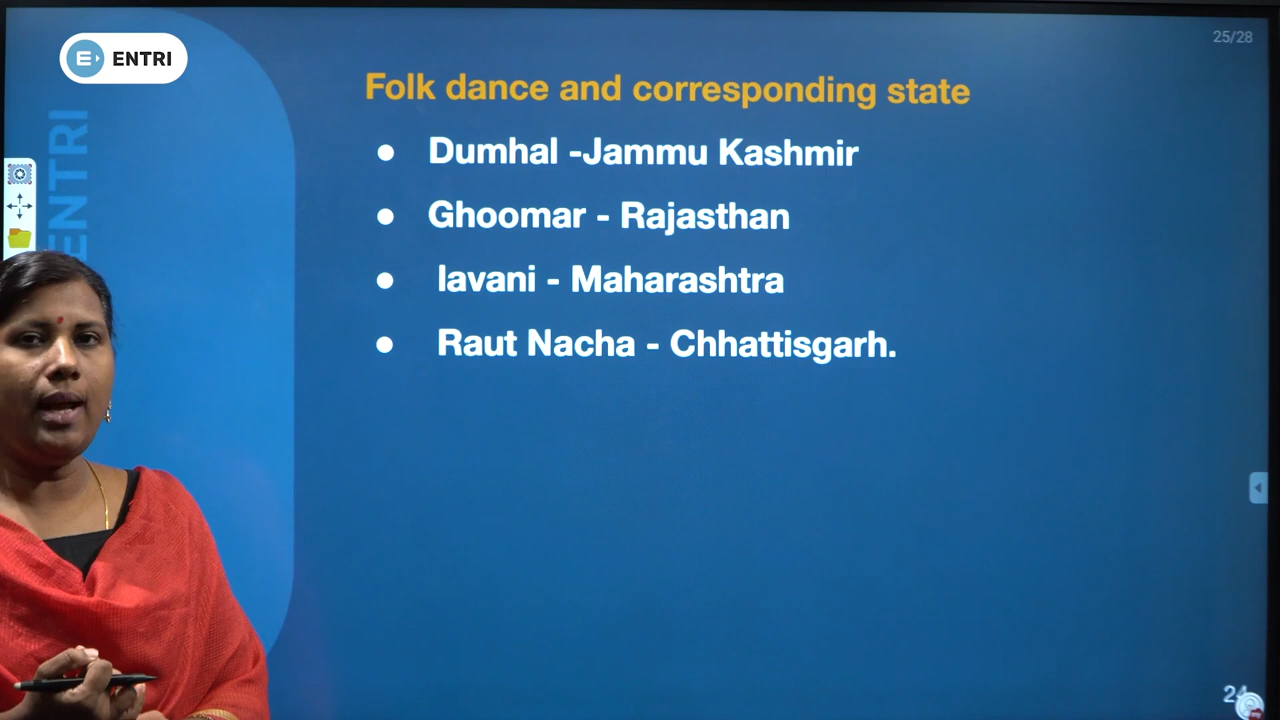 ENTRI
25/28
ENTRI
Folk dance and corresponding state
● Dumhal -Jammu Kashmir
● Ghoomar - Rajasthan
● lavani - Maharashtra
● Raut Nacha - Chhattisgarh.
24